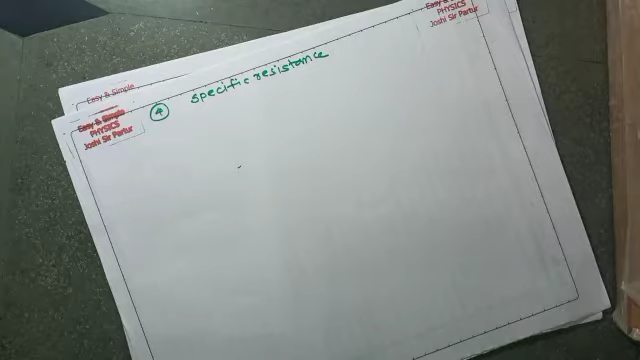 Easy & Simple
PHYSICS
Joshi Sir Partur
Easy & Simple
Easy & Simple
PHYSICS
Joshi Sir Partur
4 specific resistance